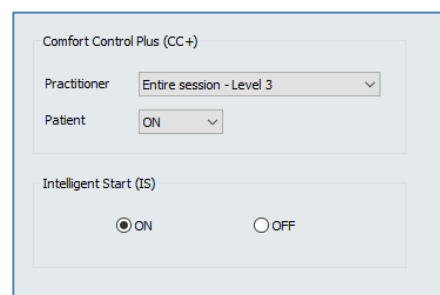 Comfort Control Plus (CC+)
Practitioner Entire session - Level 3
Patient ON
Intelligent Start (IS)
ON OFF